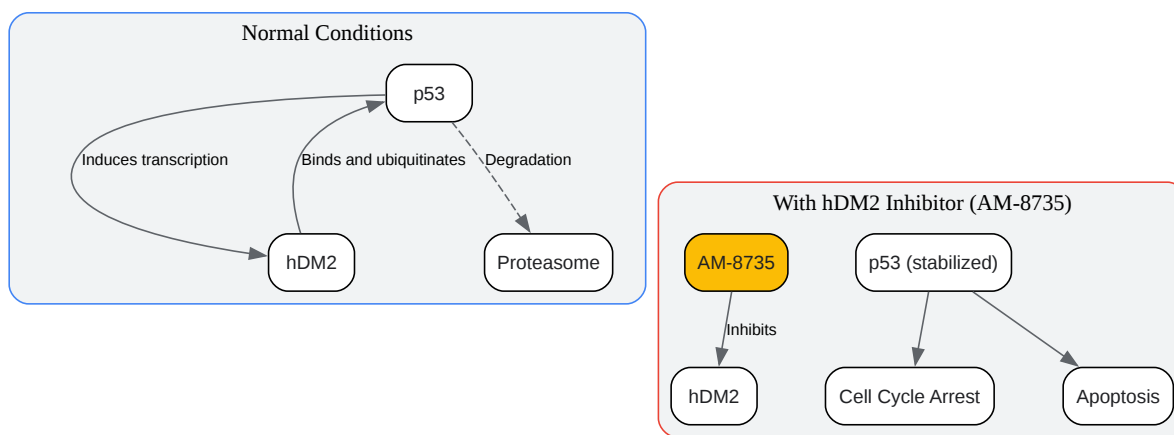 Normal Conditions
p53
Induces transcription
Binds and ubiquitinates
Degradation
hDM2
Proteasome
With hDM2 Inhibitor (AM-8735)
AM-8735
p53 (stabilized)
Inhibits
hDM2
Cell Cycle Arrest
Apoptosis